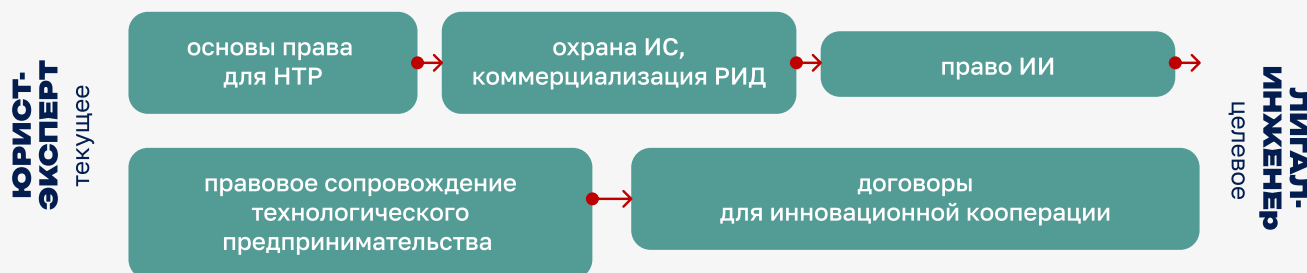 ЮРИСТ-
ЭКСПЕРТ
текущее
основы права
для НТР
охрана ИС,
коммерциализация РИД
право ИИ
правовое сопровождение
технологического
предпринимательства
договоры
для инновационной кооперации
ЛИГАЛ-
ИНЖЕНЕр
целевое